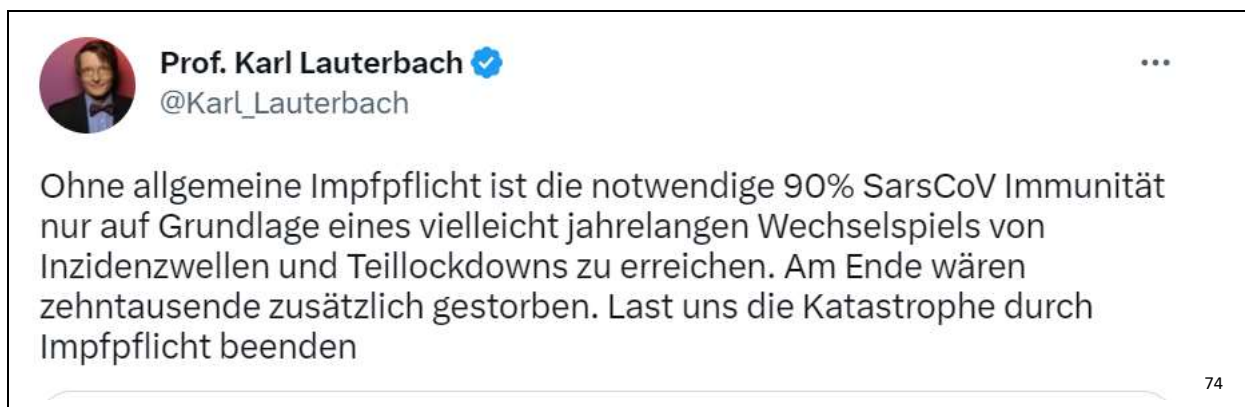 Prof. Karl Lauterbach
@Karl_Lauterbach
Ohne allgemeine Impfpflicht ist die notwendige 90% SarsCoV Immunität
nur auf Grundlage eines vielleicht jahrelangen Wechselspiels von
Inzidenzwellen und Teillockdowns zu erreichen. Am Ende wären
zehntausende zusätzlich gestorben. Last uns die Katastrophe durch
Impfpflicht beenden
74